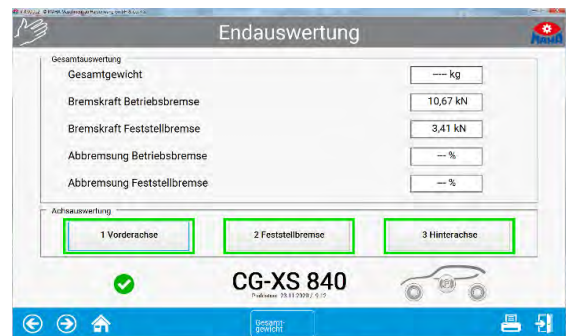 Endauswertung
MAHA
Gesamtauswertung
Gesamtgewicht --- kg
Bremskraft Betriebsbremse 10,67 kN
Bremskraft Feststellbremse 3,41 kN
Abbremsung Betriebsbremse --- %
Abbremsung Feststellbremse --- %
Achsauswertung
1 Vorderachse 2 Feststellbremse 3 Hinterachse
CG-XS 840
Gesamt-
gewicht